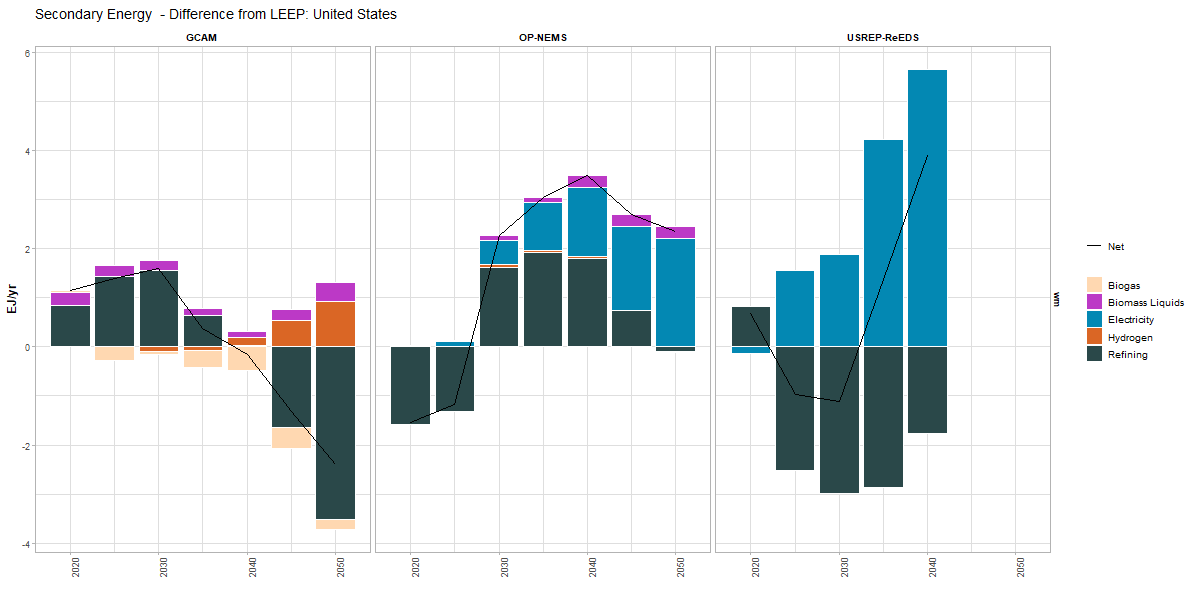 Secondary Energy  - Difference from LEEP: United States
GCAM
OP-NEMS
USREP-ReEDS
EJ/yr
6
4
2
0
-2
-4
2020
2030
2040
2050
2020
2030
2040
2050
2020
2030
2040
2050
wm
Net
Biogas
Biomass Liquids
Electricity
Hydrogen
Refining